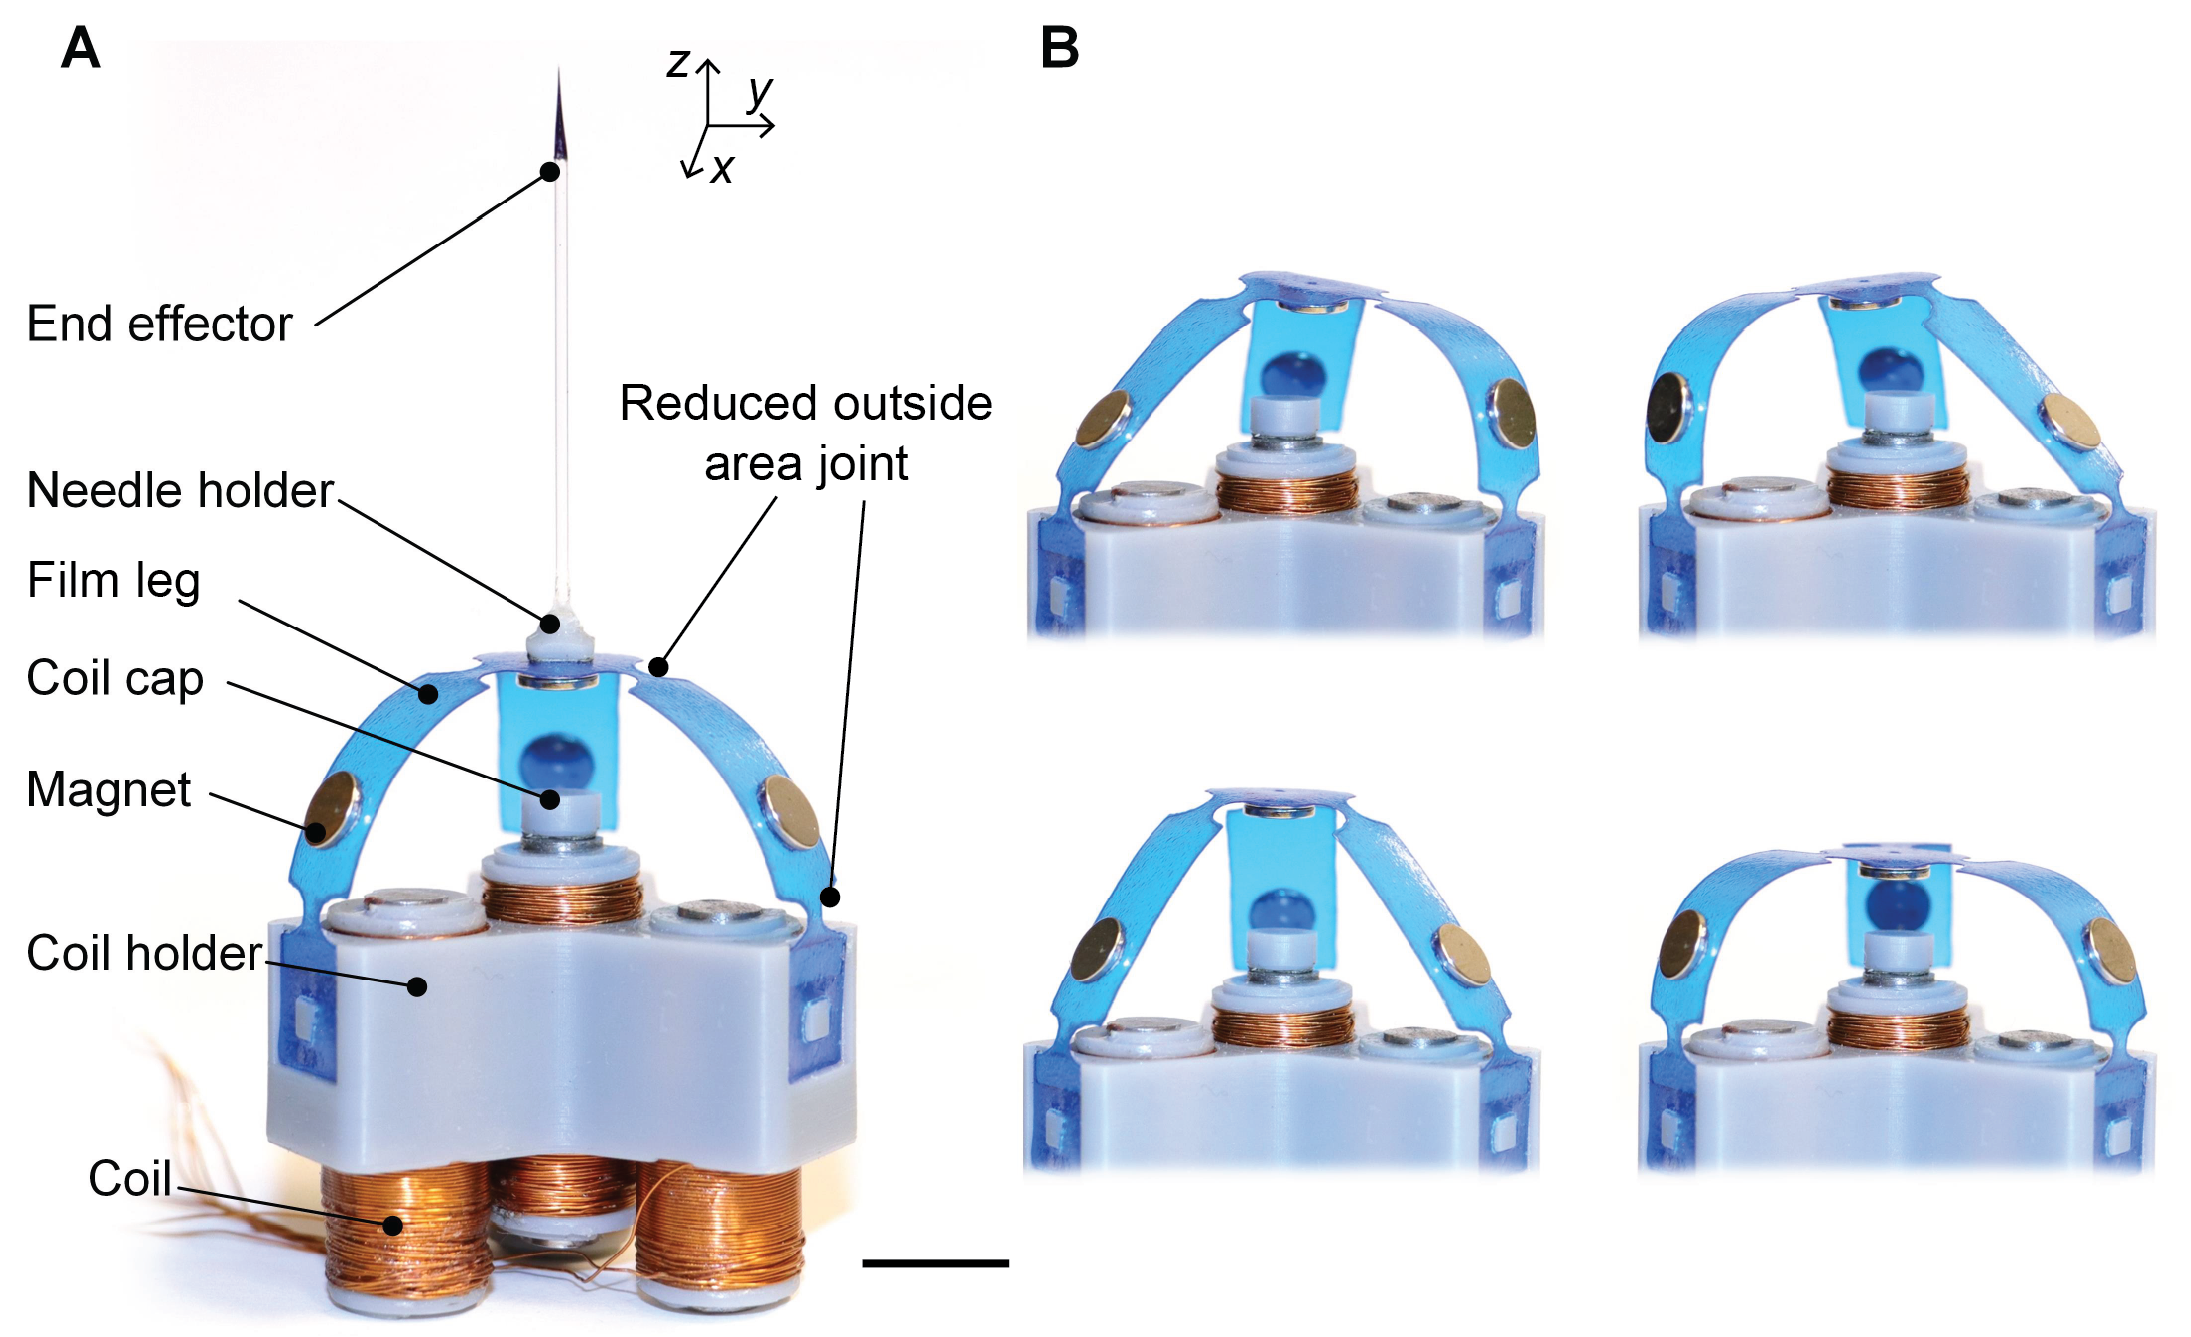 A
B
z
y
x
End effector
Reduced outside
area joint
Needle holder
Film leg
Coil cap
Magnet
Coil holder
Coil